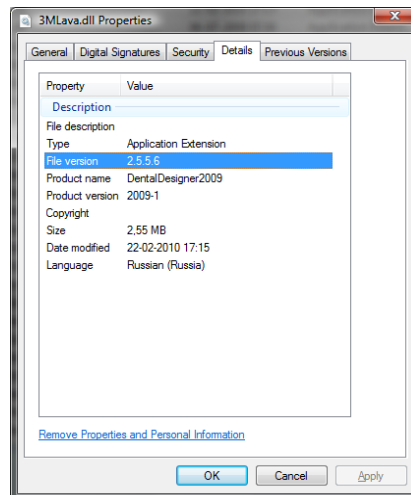 3MLava.dll Properties
General Digital Signatures Security Details Previous Versions
Property Value
Description
File description
Type Application Extension
File version 2.5.5.6
Product name DentalDesigner2009
Product version 2009-1
Copyright
Size 2,55 MB
Date modified 22-02-2010 17:15
Language Russian (Russia)
Remove Properties and Personal Information
OK Cancel Apply